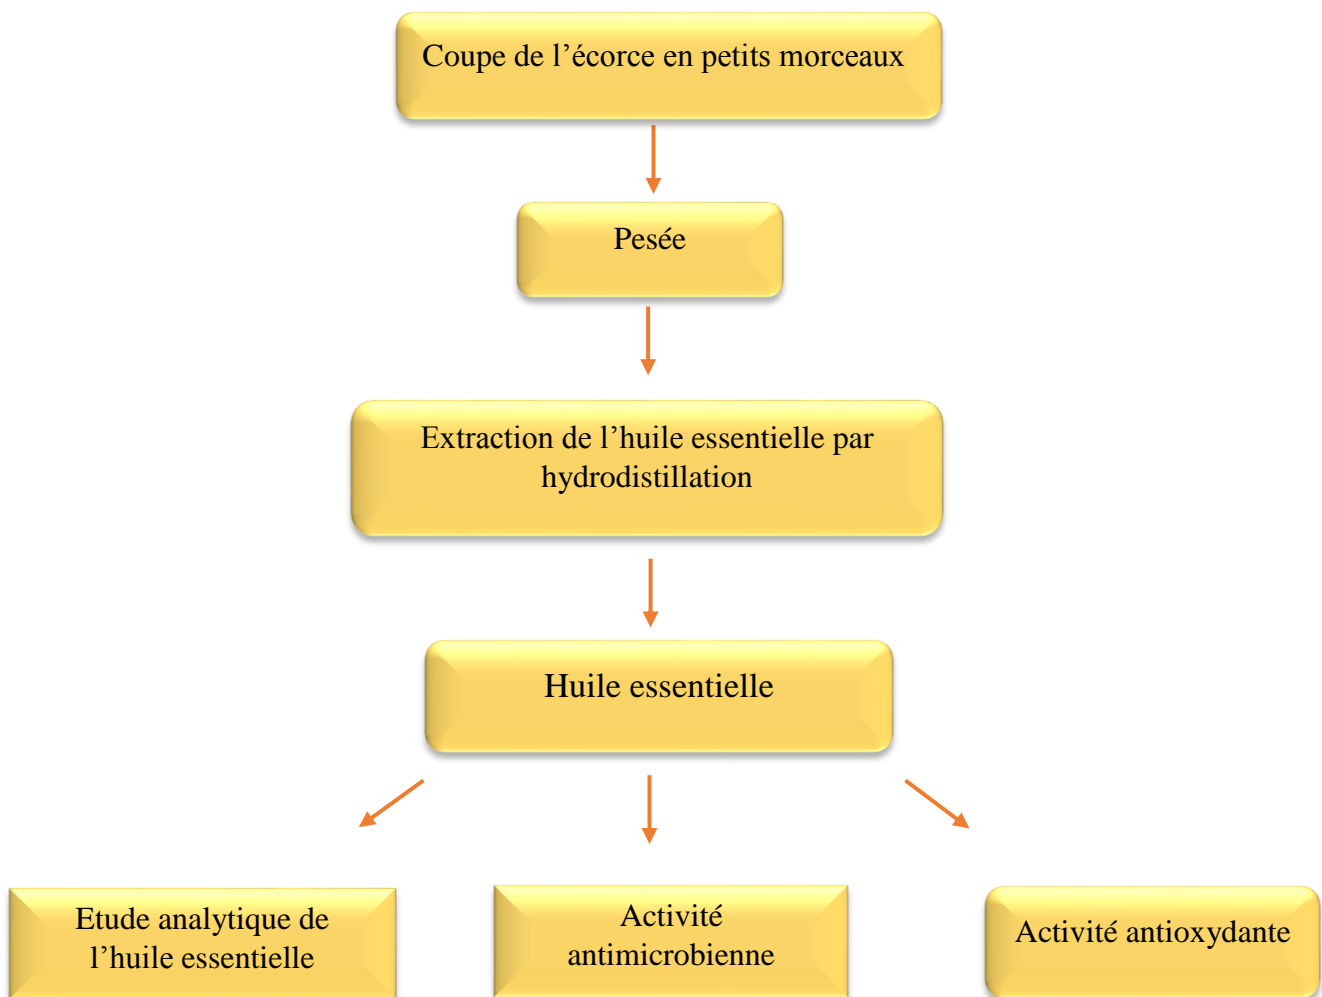 Coupe de l’écorce en petits morceaux
Pesée
Extraction de l’huile essentielle par
hydrodistillation
Huile essentielle
Etude analytique de
l’huile essentielle
Activité
antimicrobienne
Activité antioxydante